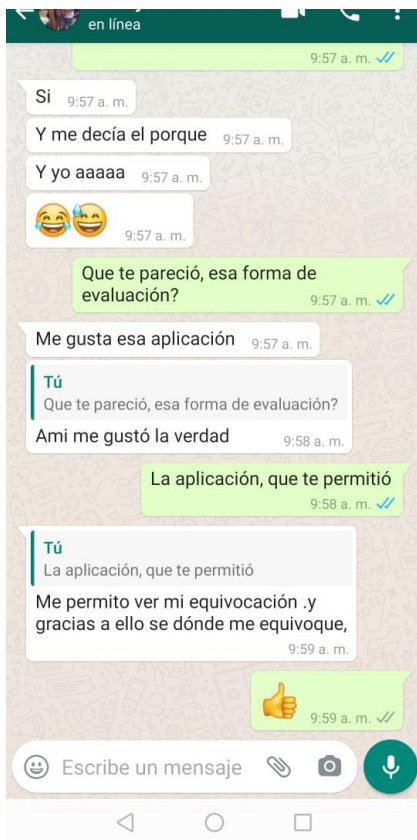 en línea
9:57 a. m.
Si 9:57 a. m.
Y me decía el porque 9:57 a. m.
Y yo aaaaa 9:57 a. m.
9:57 a. m.
Que te pareció, esa forma de
evaluación? 9:57 a. m.
Me gusta esa aplicación 9:57 a. m.
Tú
Que te pareció, esa forma de evaluación?
Ami me gustó la verdad 9:58 a. m.
La aplicación, que te permitió
9:58 a. m.
Tú
La aplicación, que te permitió
Me permito ver mi equivocación .y
gracias a ello se dónde me equivoque,
9:59 a. m.
9:59 a. m.
Escribe un mensaje